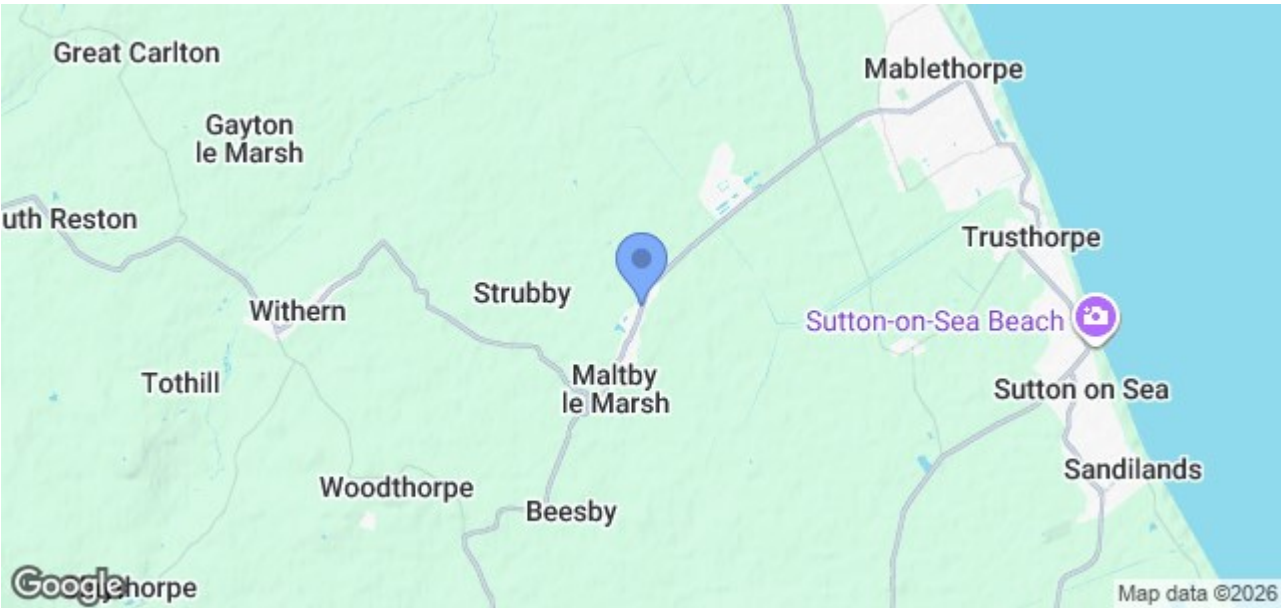 Great Carlton
Mablethorpe
Gayton
le Marsh
uth Reston
Trusthorpe
Strubby
Withern
Sutton-on-Sea Beach
Maltby
le Marsh
Tothill
Sutton on Sea
Sandilands
Woodthorpe
Beesby
Google
thorpe
Map data ©2026